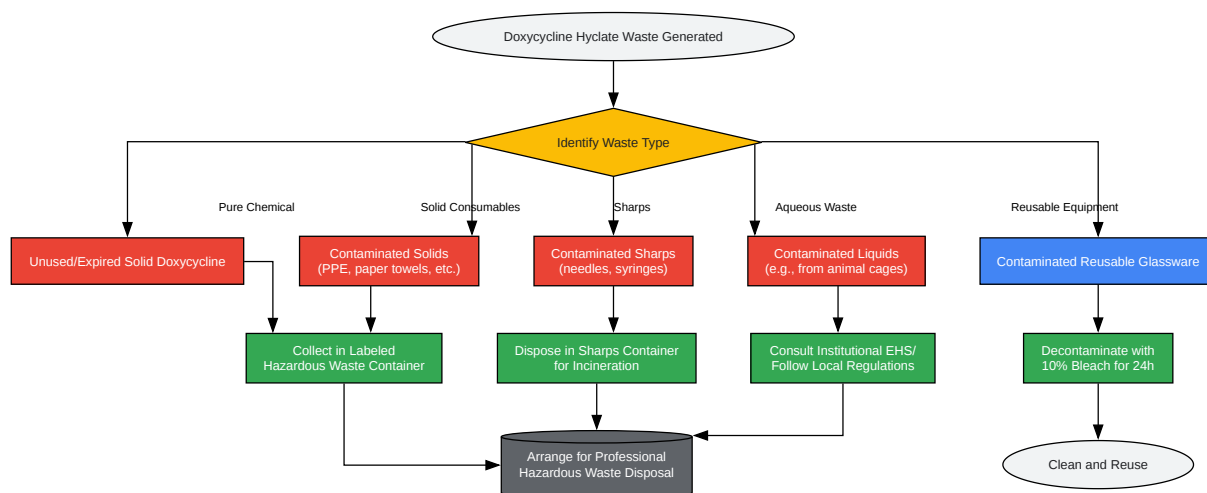 Doxycycline Hyclate Waste Generated
Identify Waste Type
Pure Chemical
Solid Consumables
Sharps
Aqueous Waste
Reusable Equipment
Unused/Expired Solid Doxycycline
Contaminated Solids
(PPE, paper towels, etc.)
Contaminated Sharps
(needles, syringes)
Contaminated Liquids
(e.g., from animal cages)
Contaminated Reusable Glassware
Collect in Labeled
Hazardous Waste Container
Dispose in Sharps Container
for Incineration
Consult Institutional EHS/
Follow Local Regulations
Decontaminate with
10% Bleach for 24h
Arrange for Professional
Hazardous Waste Disposal
Clean and Reuse